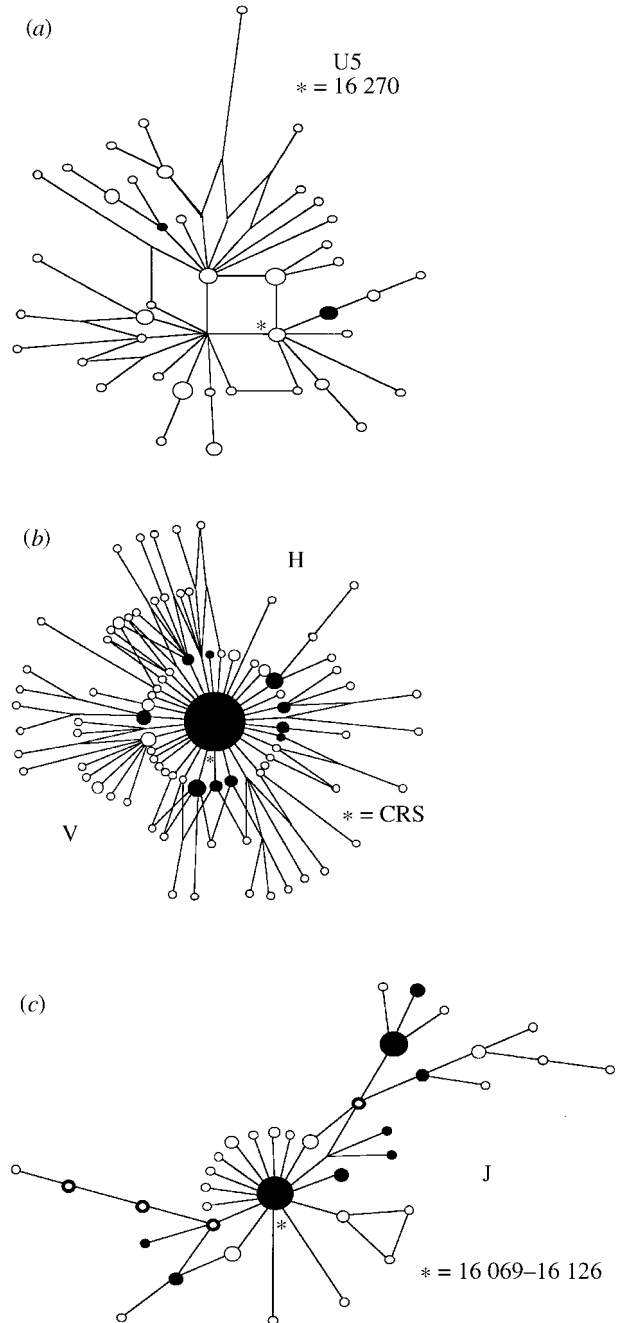 (a)
U5
* = 16 270
*
(b)
H
*
* = CRS
V
(c)
J
*
* = 16 069–16 126